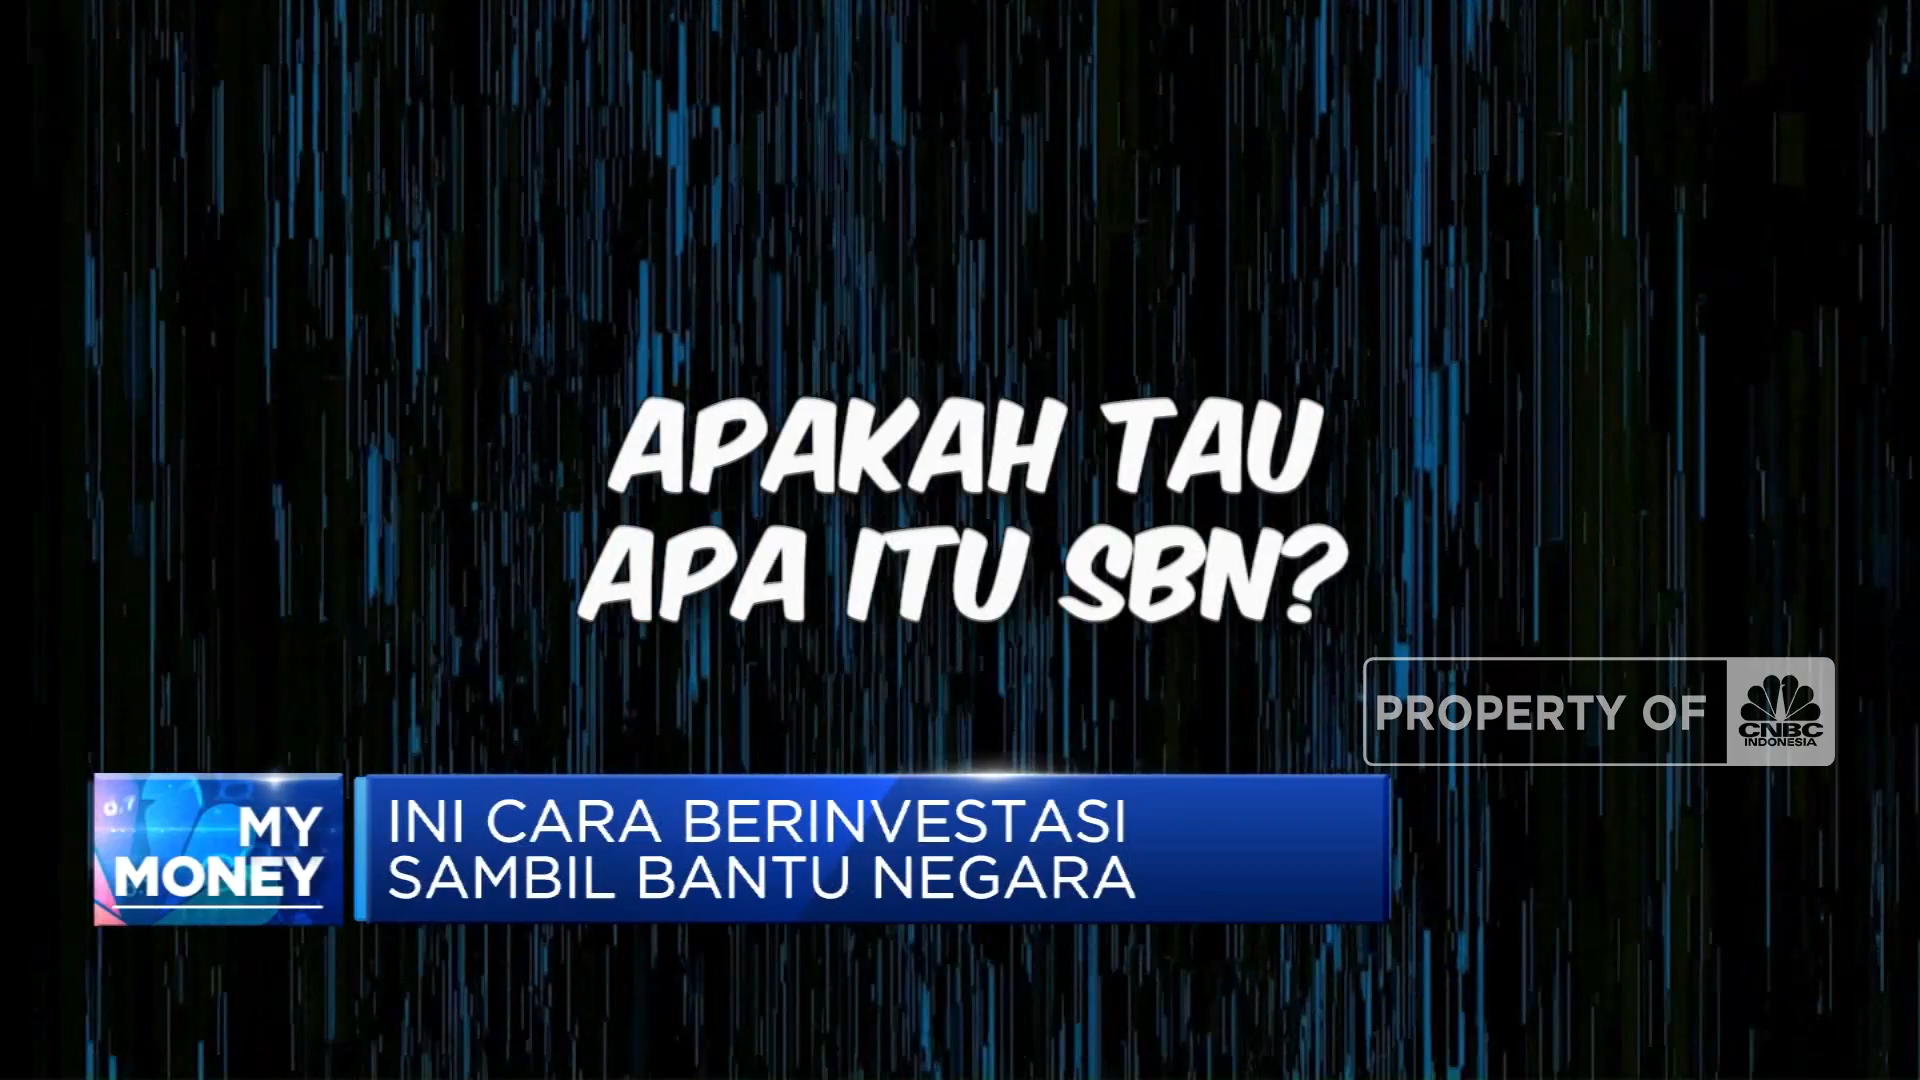 APAKAH TAU
APA ITU SBN?
PROPERTY OF
CNBC
INDONESIA
MY
MONEY
INI CARA BERINVESTASI
SAMBIL BANTU NEGARA